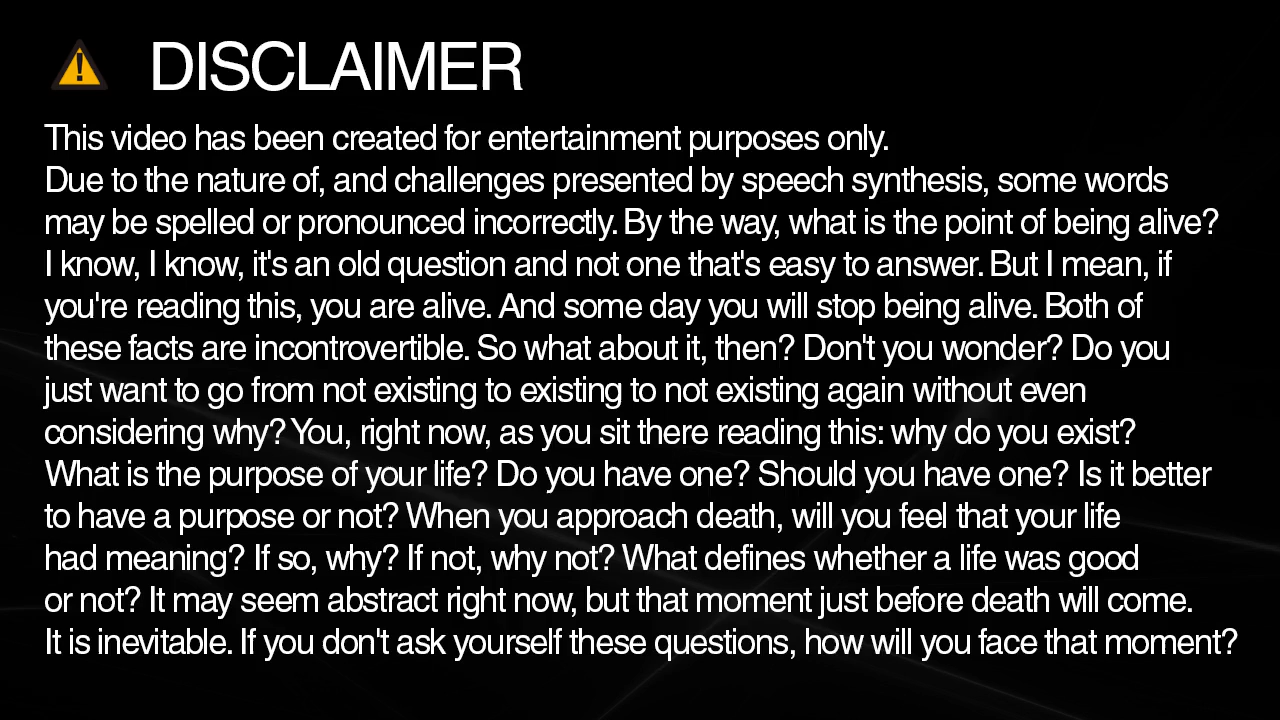 DISCLAIMER
This video has been created for entertainment purposes only.
Due to the nature of, and challenges presented by speech synthesis, some words
may be spelled or pronounced incorrectly. By the way, what is the point of being alive?
I know, I know, it's an old question and not one that's easy to answer. But I mean, if
you're reading this, you are alive. And some day you will stop being alive. Both of
these facts are incontrovertible. So what about it, then? Don't you wonder? Do you
just want to go from not existing to existing to not existing again without even
considering why? You, right now, as you sit there reading this: why do you exist?
What is the purpose of your life? Do you have one? Should you have one? Is it better
to have a purpose or not? When you approach death, will you feel that your life
had meaning? If so, why? If not, why not? What defines whether a life was good
or not? It may seem abstract right now, but that moment just before death will come.
It is inevitable. If you don't ask yourself these questions, how will you face that moment?